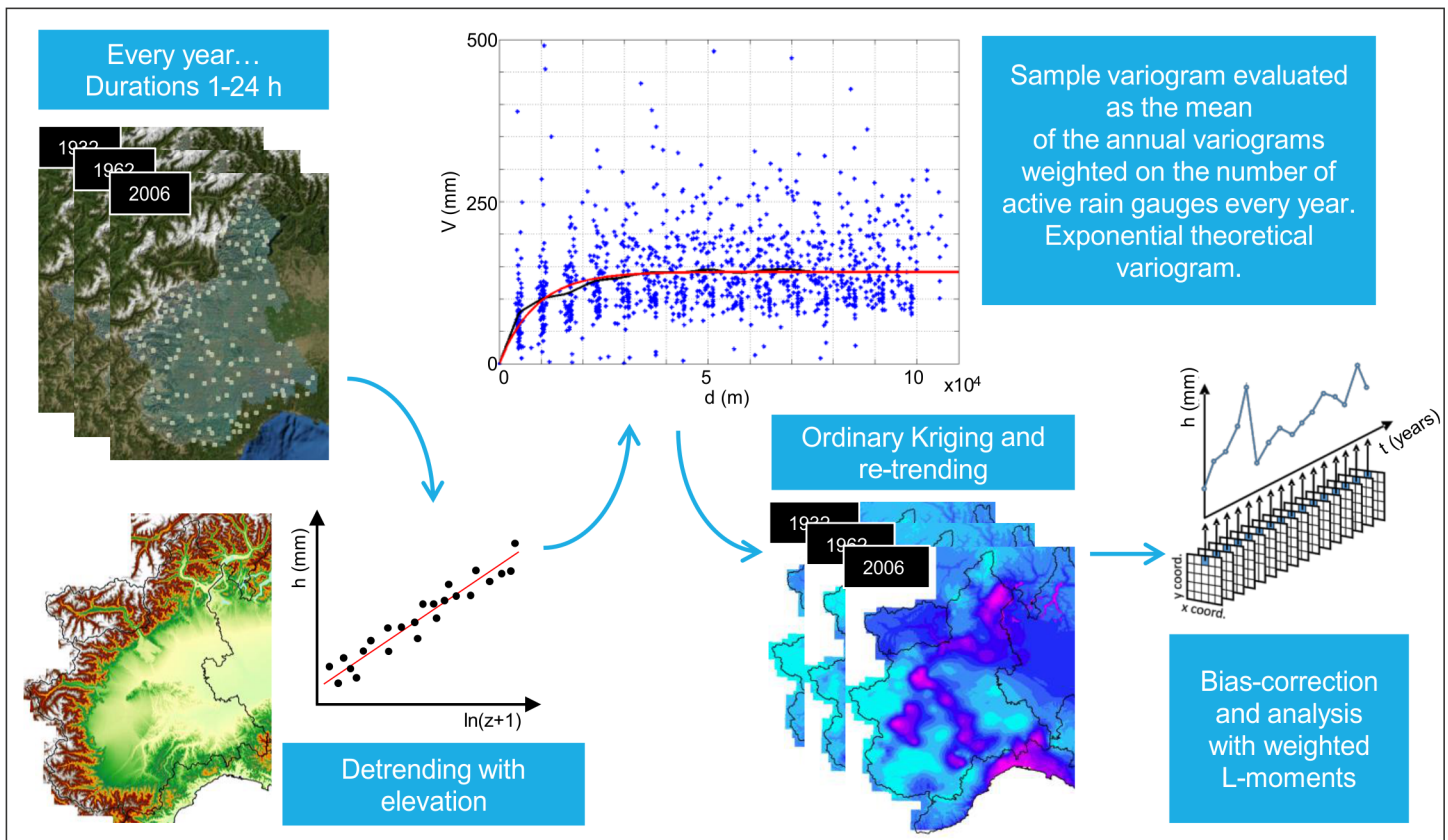 Every year…
Durations 1-24 h
1932
1962
2006
500
250
0
V (mm)
0
5
10
x10⁴
d (m)
Sample variogram evaluated
as the mean
of the annual variograms
weighted on the number of
active rain gauges every year.
Exponential theoretical
variogram.
h (mm)
ln(z+1)
Detrending with
elevation
Ordinary Kriging and
re-trending
1932
1962
2006
h (mm)
t (years)
y coord.
x coord.
Bias-correction
and analysis
with weighted
L-moments